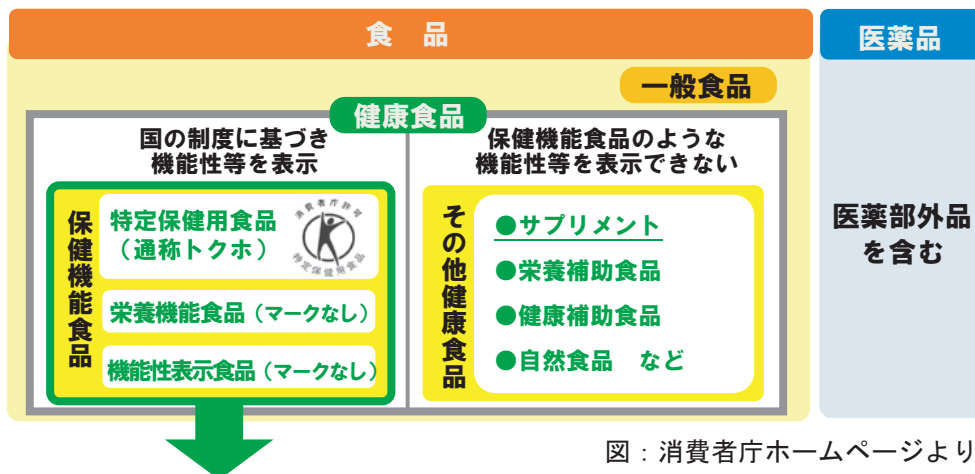 食 品
医薬品
一般食品
健康食品
国の制度に基づき
機能性等を表示
保健機能食品のような
機能性等を表示できない
保健機能食品
特定保健用食品
(通称トクホ)
消費者庁許可
特定保健用食品
栄養機能食品(マークなし)
機能性表示食品(マークなし)
その他健康食品
●サプリメント
●栄養補助食品
●健康補助食品
●自然食品 など
医薬部外品
を含む
図:消費者庁ホームページより